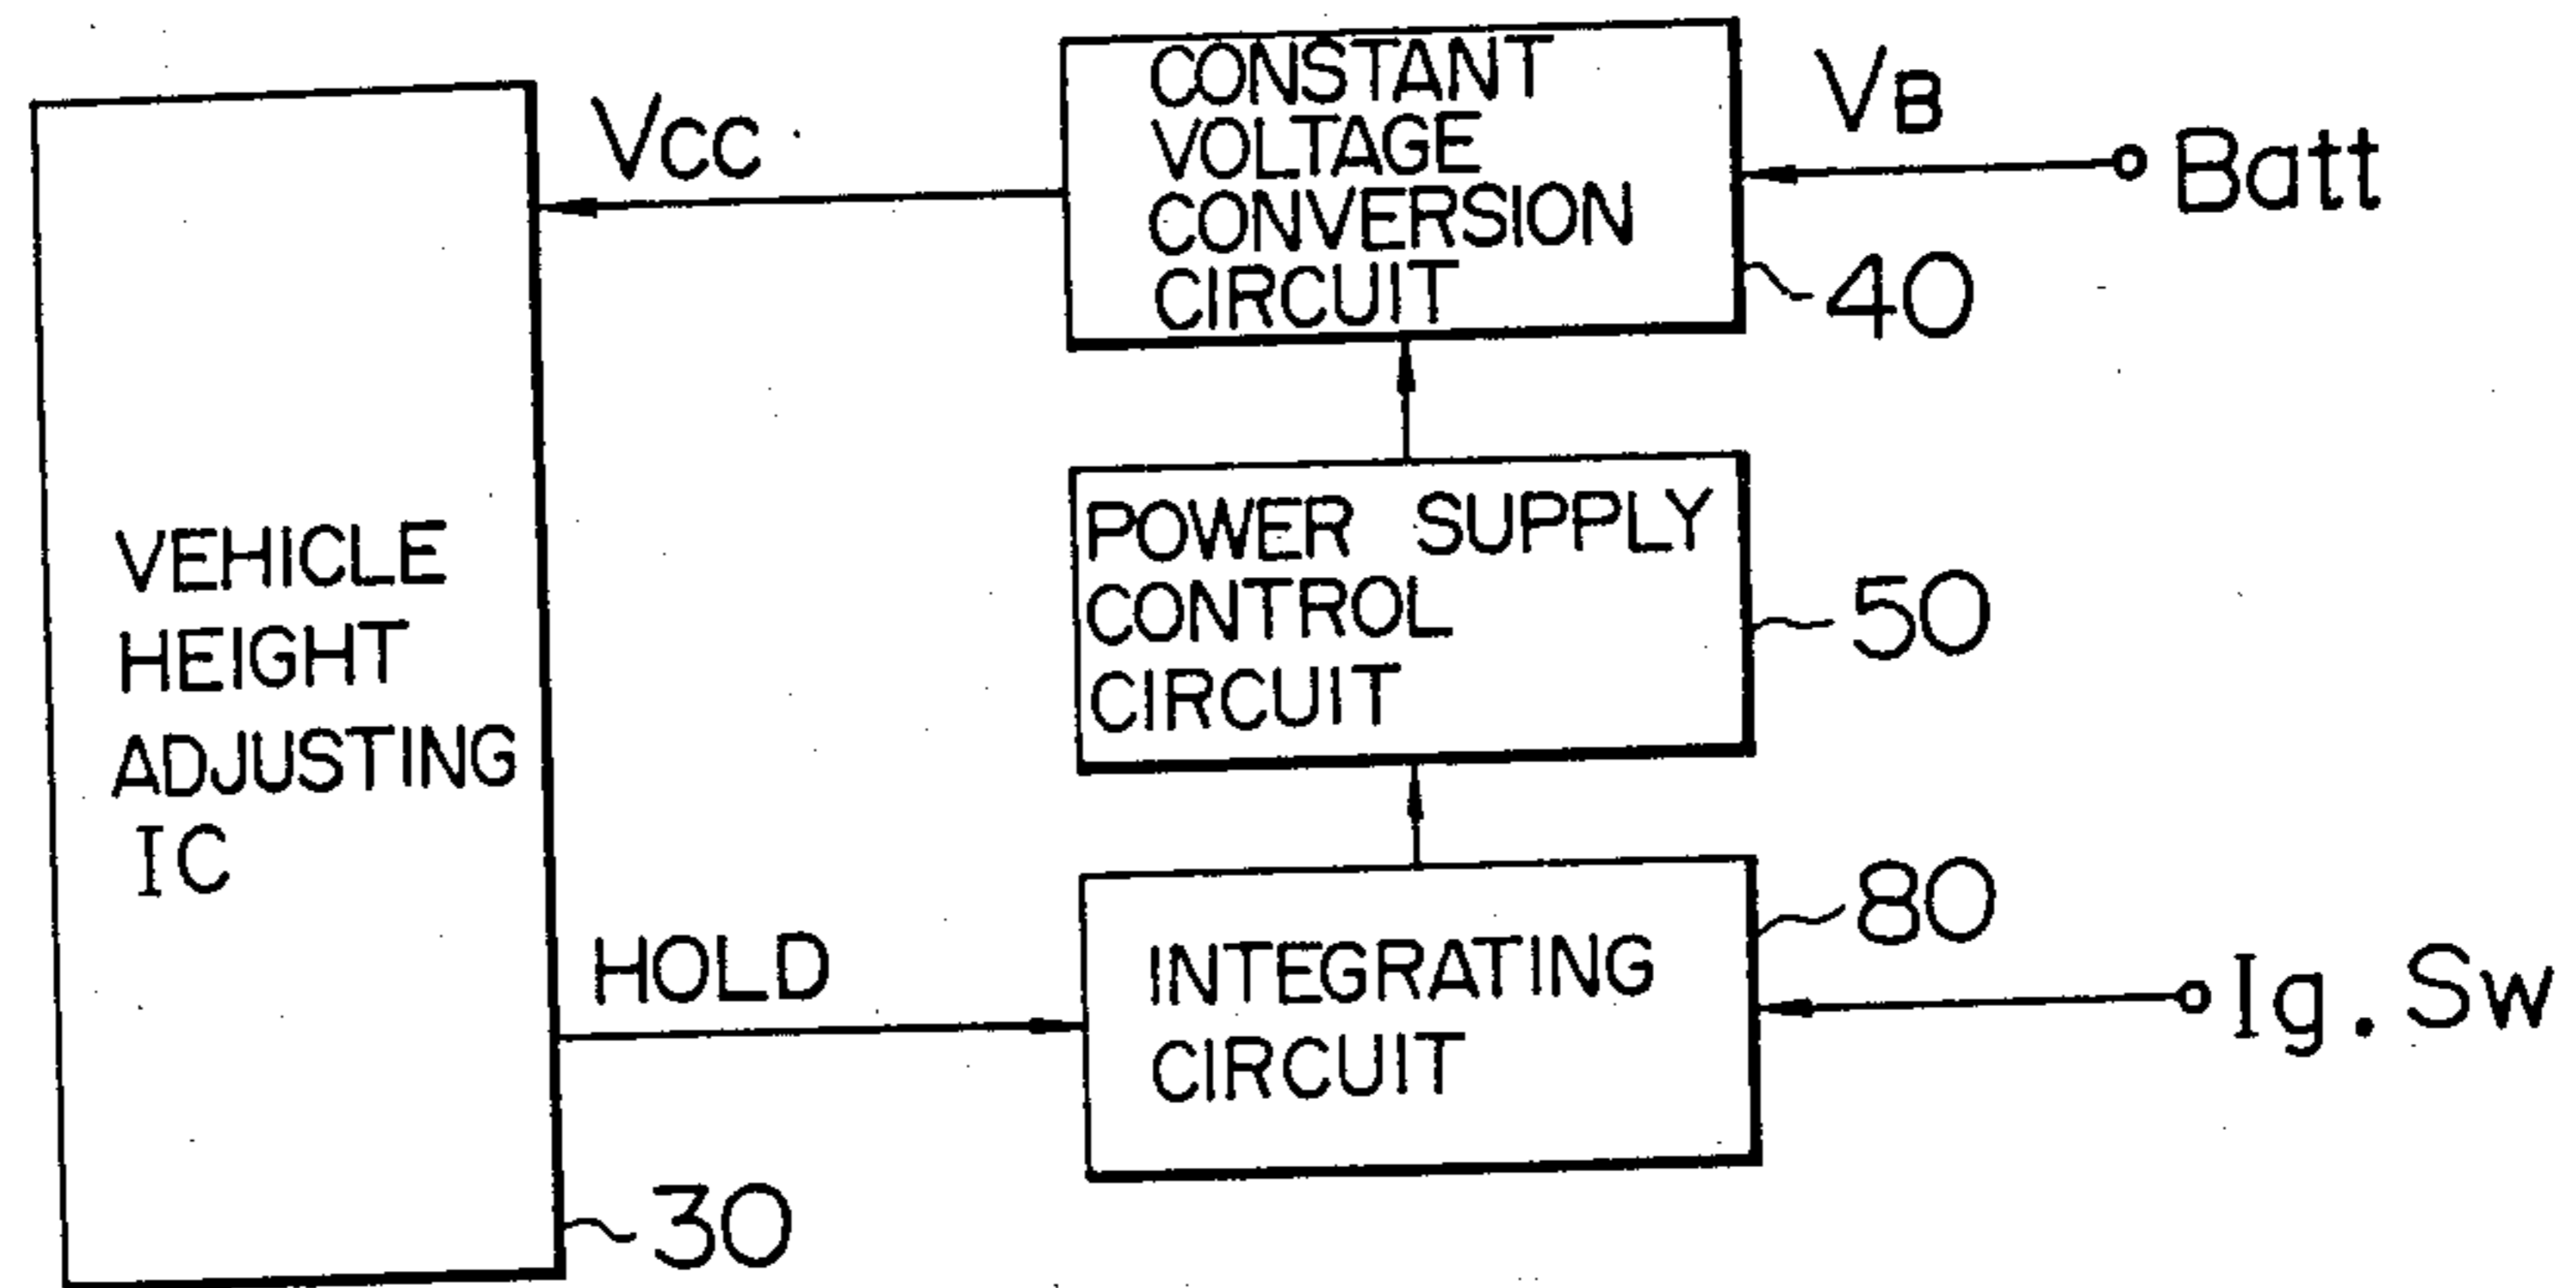 VEHICLE
HEIGHT
ADJUSTING
IC
30
VCC
HOLD
CONSTANT
VOLTAGE
CONVERSION
CIRCUIT
VB
Batt
40
POWER SUPPLY
CONTROL
CIRCUIT
50
INTEGRATING
CIRCUIT
80
Ig. Sw